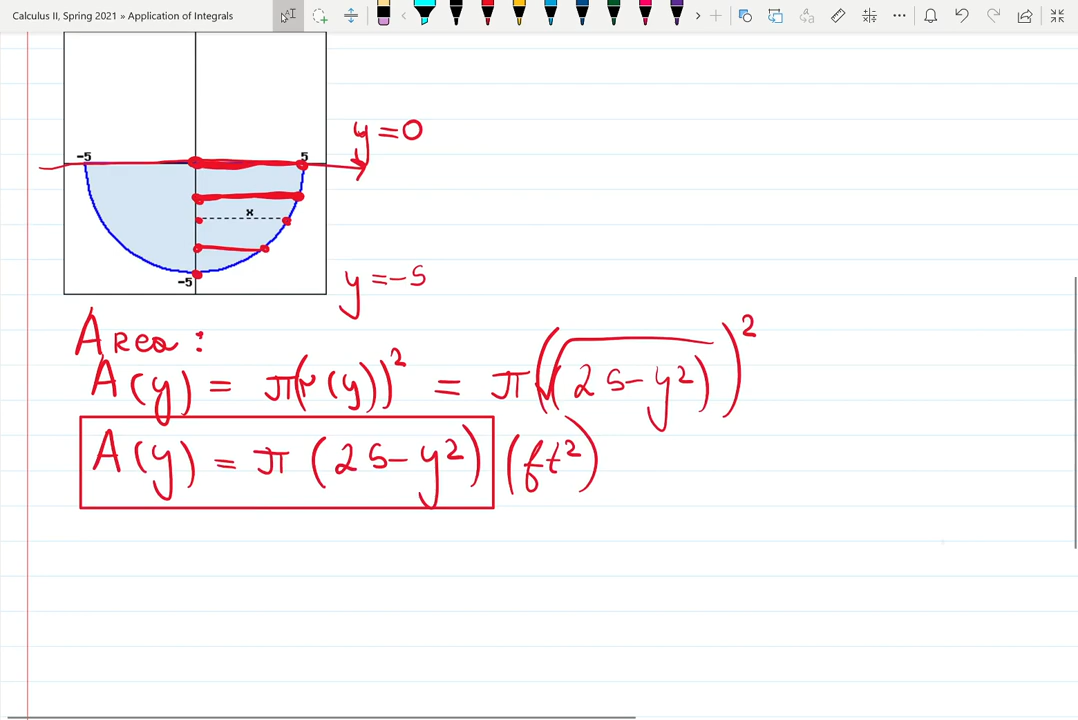 Calculus II, Spring 2021 » Application of Integrals
y = 0
-5
5
x
-5
y = -5
Area:
A(y) = π(r(y))² = π(√(25-y²))²
A(y) = π(25-y²) (ft²)